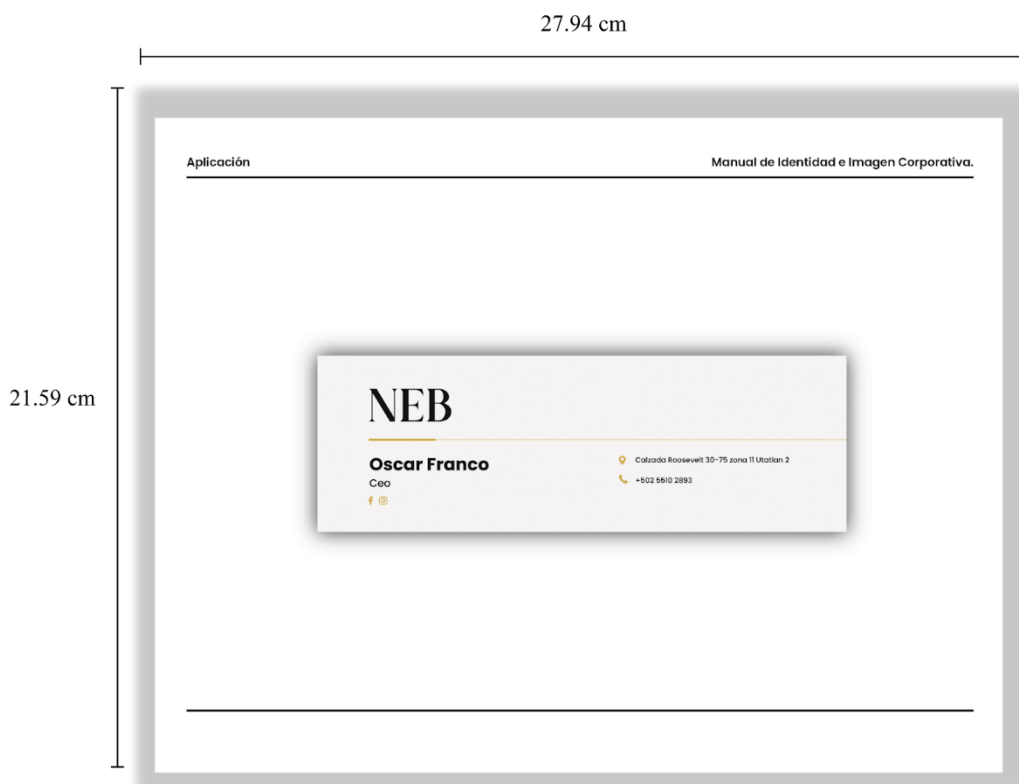 27.94 cm
Aplicación
Manual de Identidad e Imagen Corporativa.
21.59 cm
NEB
Oscar Franco
Ceo
Calzada Roosevelt 30-75 zona 11 Utatlan 2
+502 5510 2893